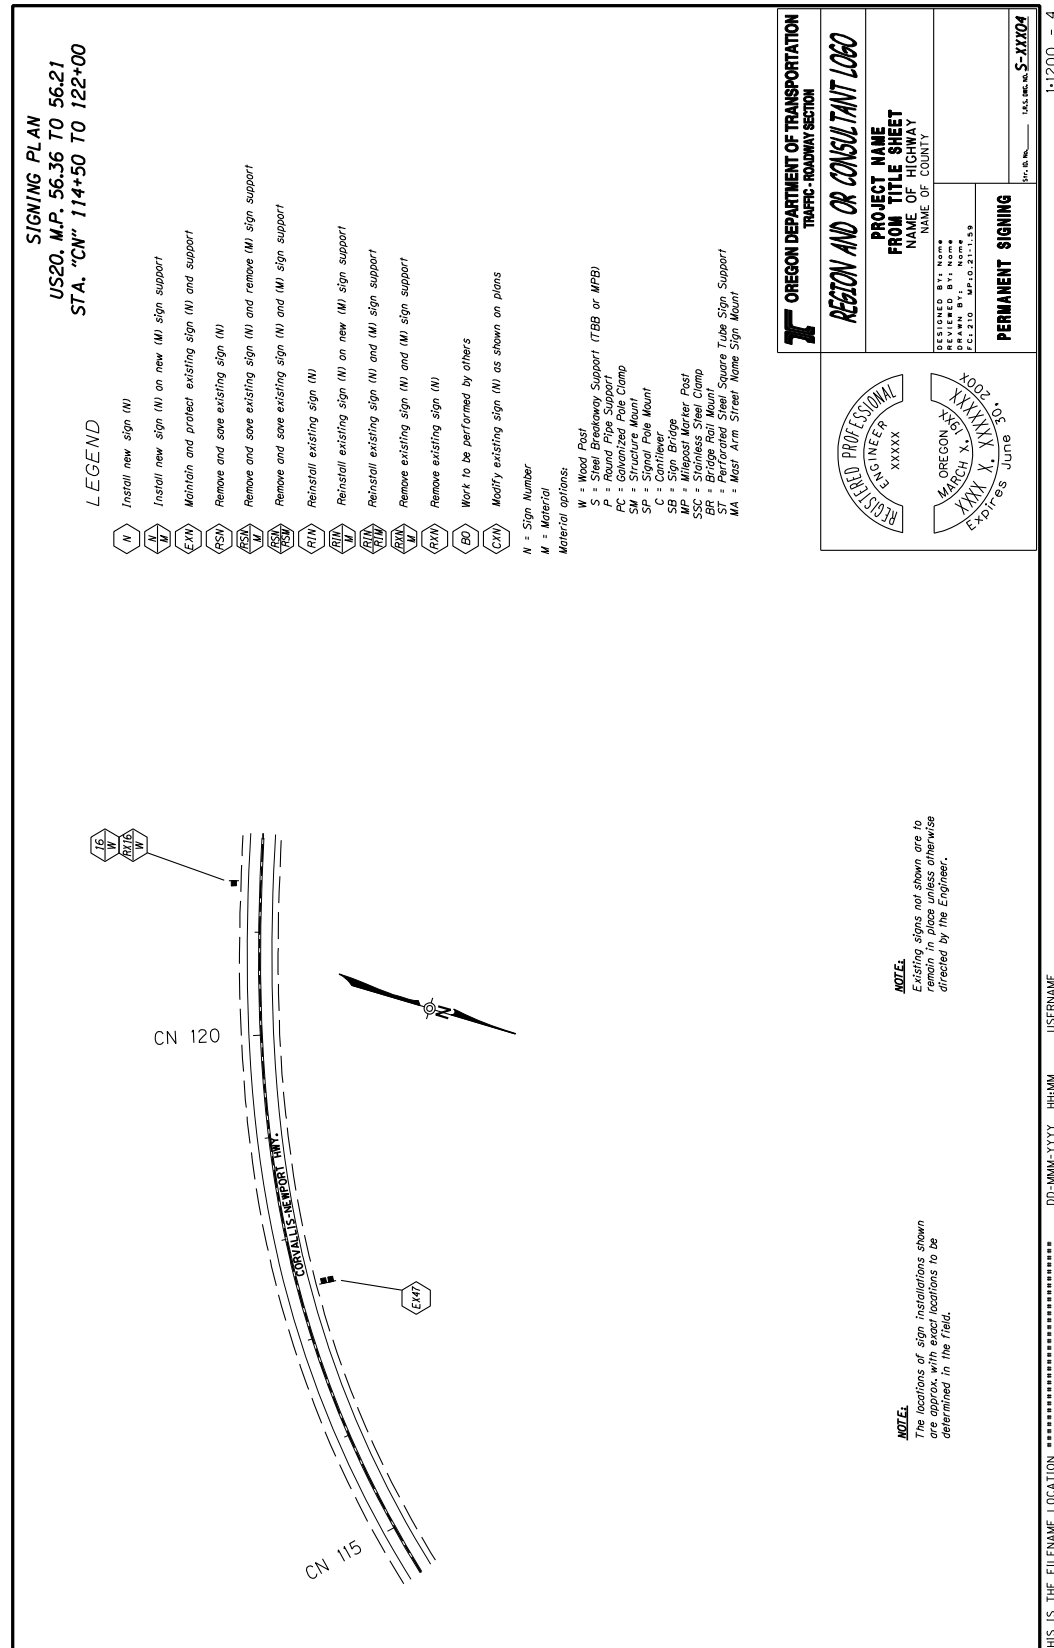 SIGNING PLAN
US20, M.P. 56.36 TO 56.21
STA. "CN" 114+50 TO 122+00
LEGEND
N Install new sign (N)
N M Install new sign (N) on new (M) sign support
EXN Maintain and protect existing sign (N) and support
RSN Remove and save existing sign (N)
RSN M Remove and save existing sign (N) and remove (M) sign support
RSN RSM Remove and save existing sign (N) and (M) sign support
RIN Reinstall existing sign (N)
RIN M Reinstall existing sign (N) on new (M) sign support
RIN RIM Reinstall existing sign (N) and (M) sign support
RXN M Remove existing sign (N) and (M) sign support
RXN Remove existing sign (N)
BO Work to be performed by others
CXN Modify existing sign (N) as shown on plans
N = Sign Number
M = Material
Material options:
W = Wood Post
S = Steel Breakaway Support (TBB or MPB)
P = Round Pipe Support
PC = Galvanized Pole Clamp
SM = Structure Mount
SP = Signal Pole Mount
C = Cantilever
SB = Sign Bridge
MP = Milepost Marker Post
SSC = Stainless Steel Clamp
BR = Bridge Rail Mount
ST = Perforated Steel Square Tube Sign Support
MA = Mast Arm Street Name Sign Mount
16
W
RX16
W
CN 120
CORVALLIS-NEWPORT HWY.
N
EX47
CN 115
NOTE:
The locations of sign installations shown
are approx. with exact locations to be
determined in the field.
NOTE:
Existing signs not shown are to
remain in place unless otherwise
directed by the Engineer.
REGISTERED PROFESSIONAL
ENGINEER
XXXXX
OREGON
MARCH X, 19XX
XXXX X. XXXXXXX
Expires June 30, 200X
OREGON DEPARTMENT OF TRANSPORTATION
TRAFFIC-ROADWAY SECTION
REGION AND OR CONSULTANT LOGO
PROJECT NAME
FROM TITLE SHEET
NAME OF HIGHWAY
NAME OF COUNTY
DESIGNED BY: Name
REVIEWED BY: Name
DRAWN BY: Name
FC: 210 MP:0.21-1.59
PERMANENT SIGNING
Str. ID. No. T.R.S. DWG. NO. S-XXX04
HIS IS THE FILENAME LOCATION
DD-MMM-YYYY HH:MM USERNAME
1:1200 - 4